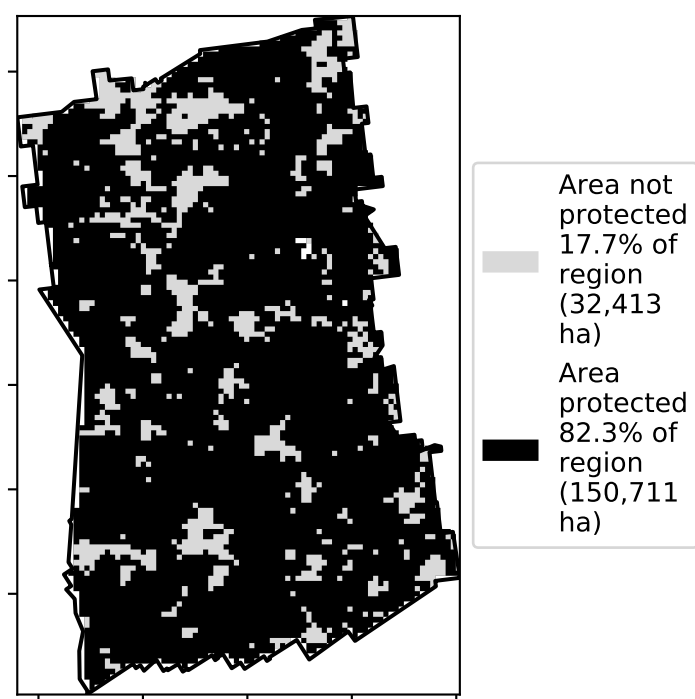 Area not
protected
17.7% of
region
(32,413
ha)
Area
protected
82.3% of
region
(150,711
ha)